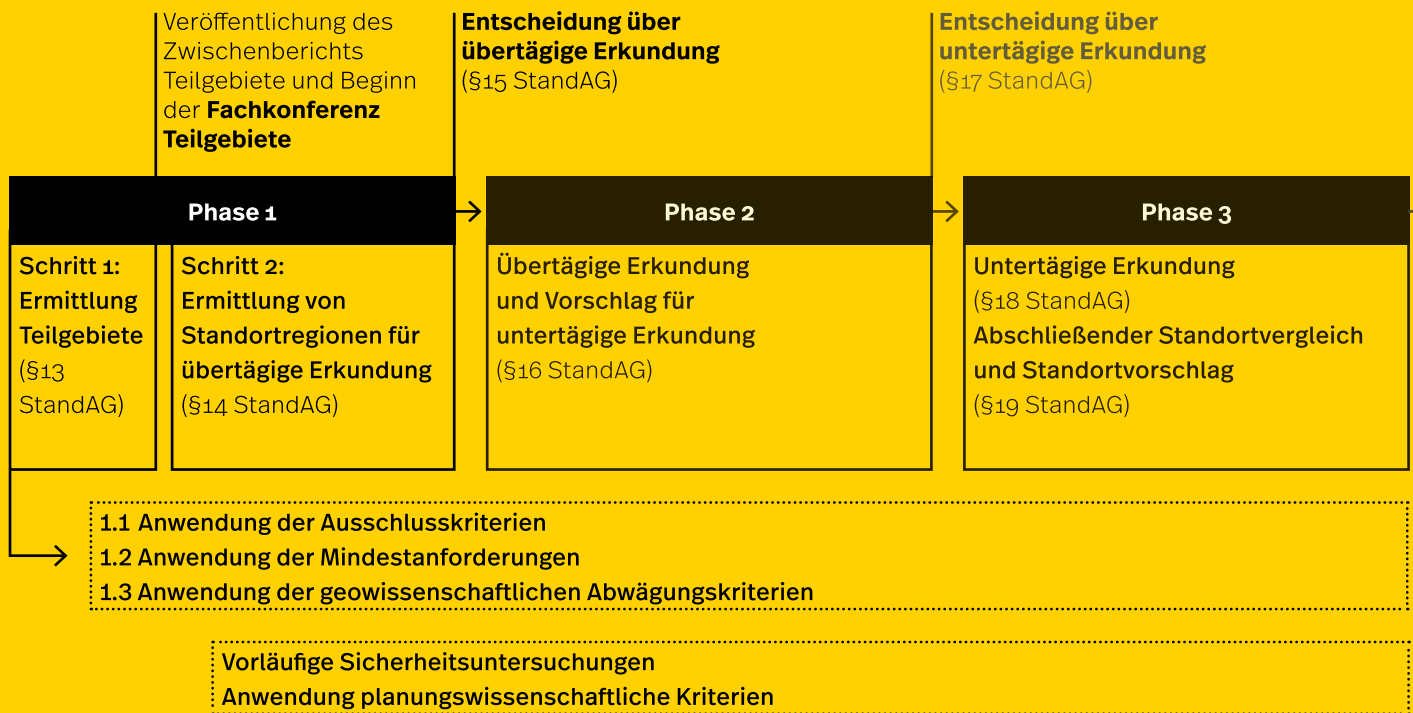 Veröffentlichung des
Zwischenberichts
Teilgebiete und Beginn
der Fachkonferenz
Teilgebiete
Entscheidung über
übertägige Erkundung
(§15 StandAG)
Entscheidung über
untertägige Erkundung
(§17 StandAG)
Phase 1
Phase 2
Phase 3
Schritt 1:
Ermittlung
Teilgebiete
(§13
StandAG)
Schritt 2:
Ermittlung von
Standortregionen für
übertägige Erkundung
(§14 StandAG)
Übertägige Erkundung
und Vorschlag für
untertägige Erkundung
(§16 StandAG)
Untertägige Erkundung
(§18 StandAG)
Abschließender Standortvergleich
und Standortvorschlag
(§19 StandAG)
1.1 Anwendung der Ausschlusskriterien
1.2 Anwendung der Mindestanforderungen
1.3 Anwendung der geowissenschaftlichen Abwägungskriterien
Vorläufige Sicherheitsuntersuchungen
Anwendung planungswissenschaftliche Kriterien